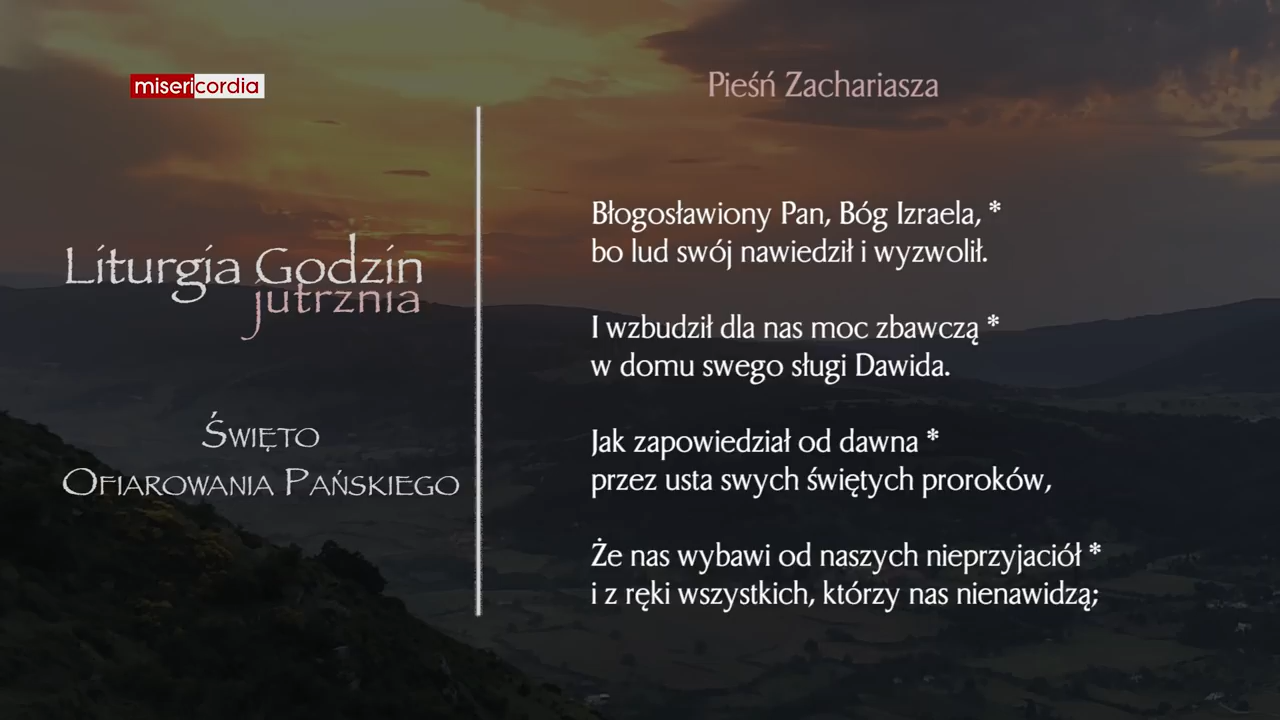 misericordia
Liturgia Godzin
jutrznia
Święto
Ofiarowania Pańskiego
Pieśń Zachariasza
Błogosławiony Pan, Bóg Izraela, *
bo lud swój nawiedził i wyzwolił.
I wzbudził dla nas moc zbawczą *
w domu swego sługi Dawida.
Jak zapowiedział od dawna *
przez usta swych świętych proroków,
Że nas wybawi od naszych nieprzyjaciół *
i z ręki wszystkich, którzy nas nienawidzą;